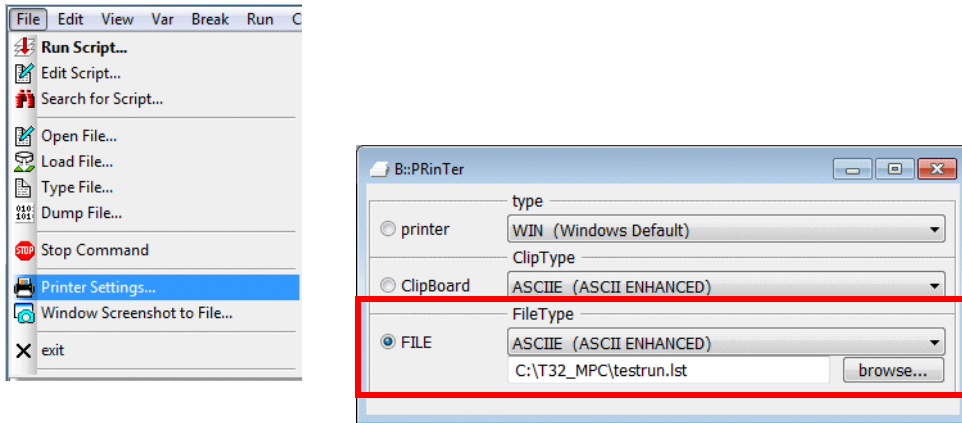 File Edit View Var Break Run C
Run Script...
Edit Script...
Search for Script...
Open File...
Load File...
Type File...
Dump File...
STOP Stop Command
Printer Settings...
Window Screenshot to File...
exit
B::PRinTer
type
printer WIN (Windows Default)
ClipType
ClipBoard ASCIIE (ASCII ENHANCED)
FileType
FILE ASCIIE (ASCII ENHANCED)
C:\T32_MPC\testrun.lst browse...